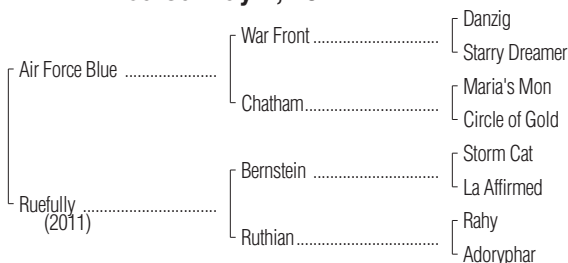 War Front
Danzig
Starry Dreamer
Air Force Blue
Chatham
Maria's Mon
Circle of Gold
Bernstein
Storm Cat
La Affirmed
Ruefully
(2011)
Ruthian
Rahy
Adoryphar